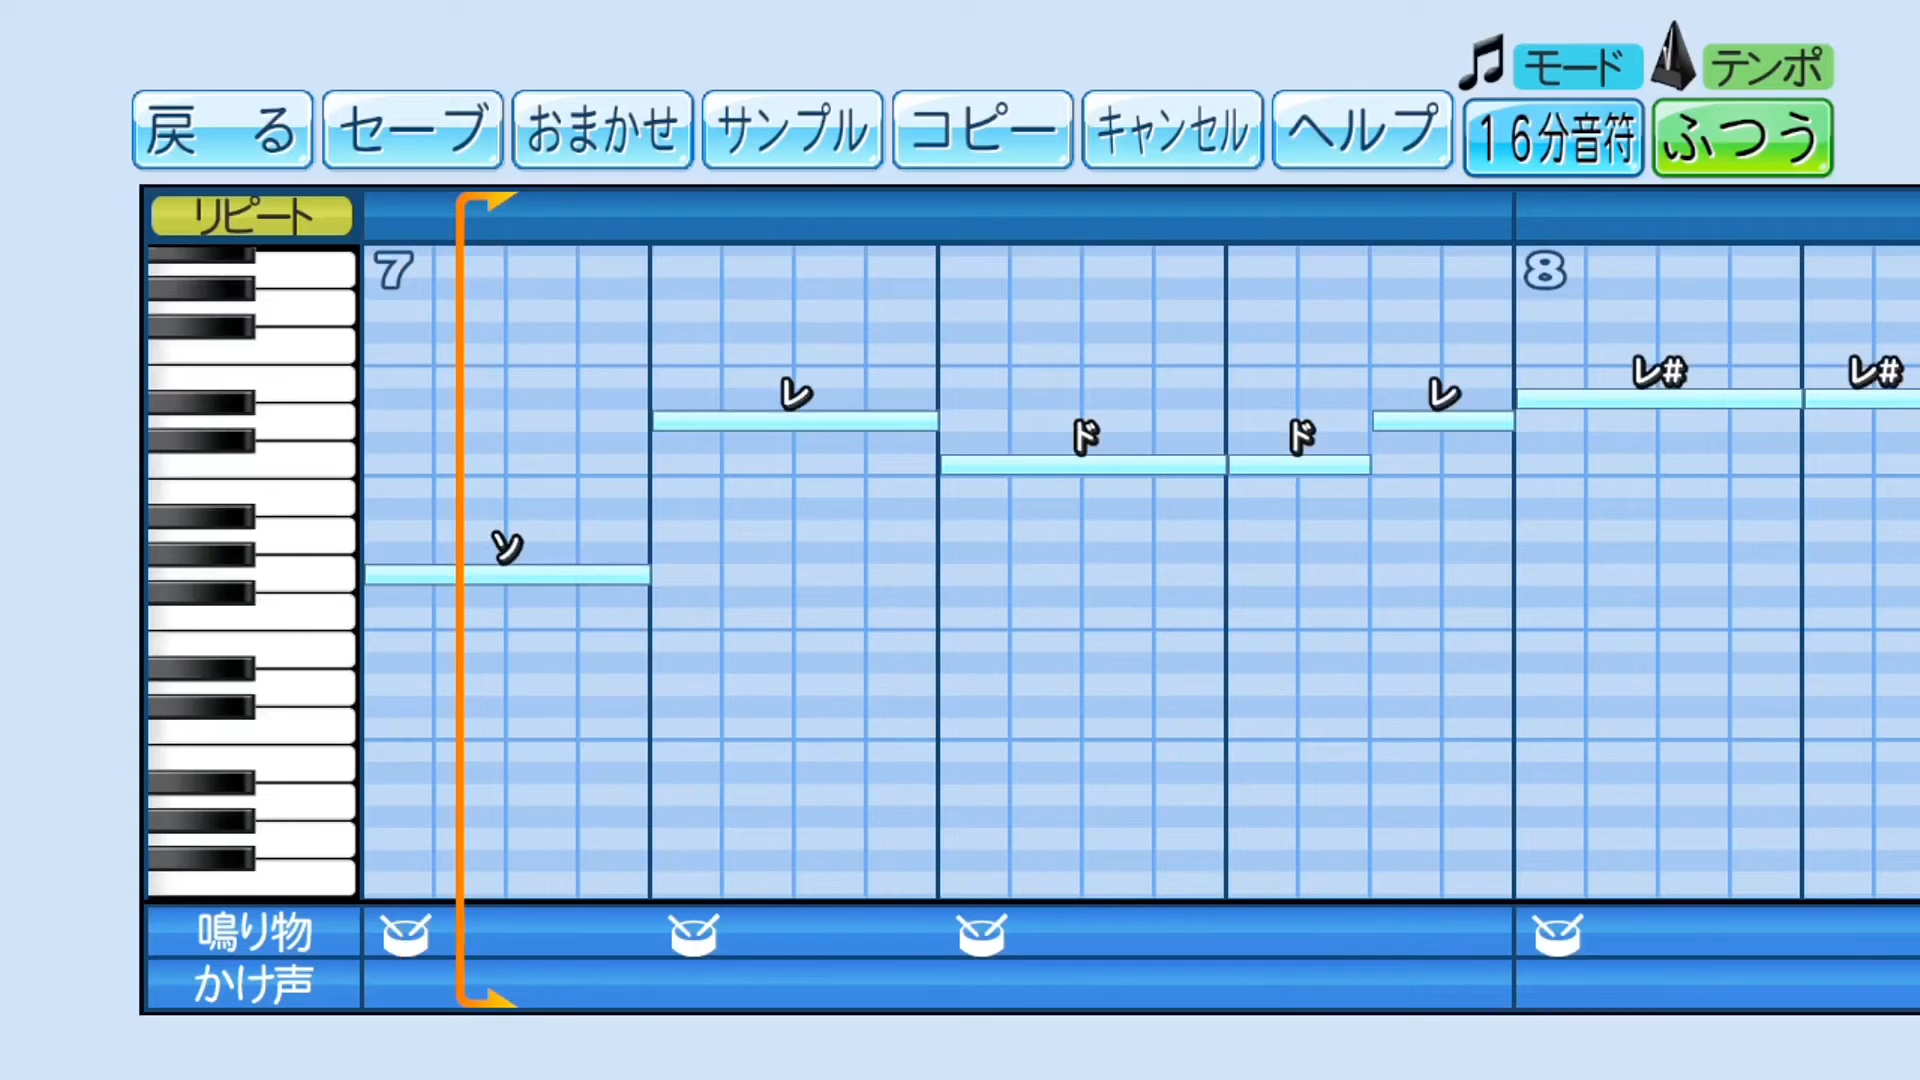 モード テンポ
戻る セーブ おまかせ サンプル コピー キャンセル ヘルプ 16分音符 ふつう
リピート
7 8
レ# レ#
レ レ
ド ド
ソ
鳴り物
かけ声